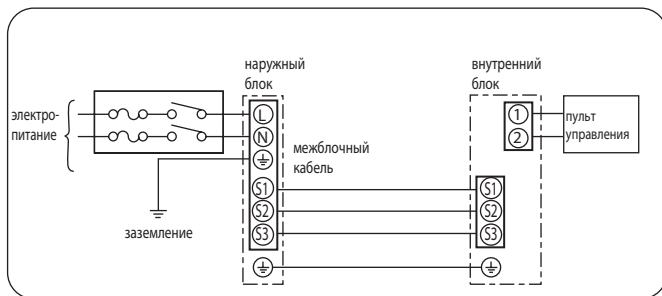 наружный
блок
внутренний
блок
электро-
питание
L
N
S1
S2
S3
межблочный
кабель
заземление
1
2
пульт
управления
S1
S2
S3